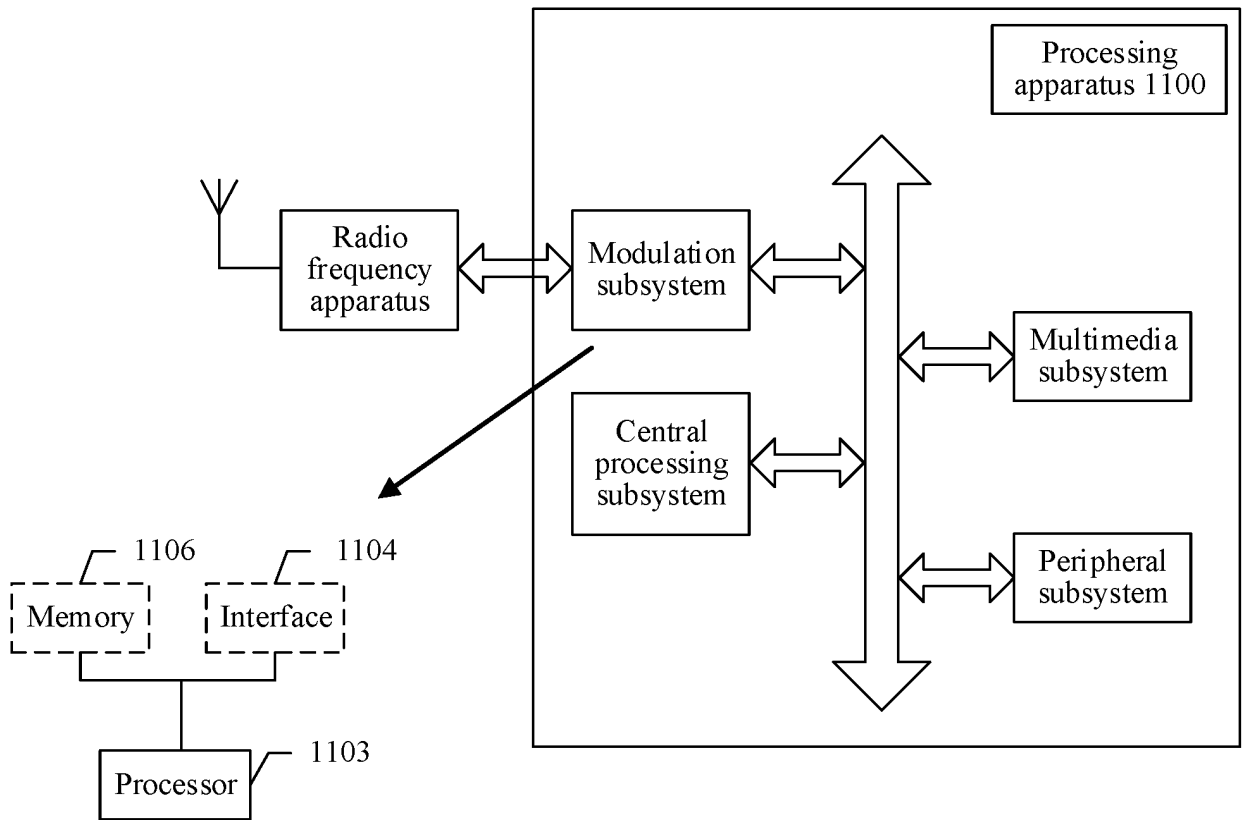 Processing
apparatus 1100
Radio
frequency
apparatus
Modulation
subsystem
Multimedia
subsystem
Central
processing
subsystem
1106
1104
Memory
Interface
Peripheral
subsystem
1103
Processor